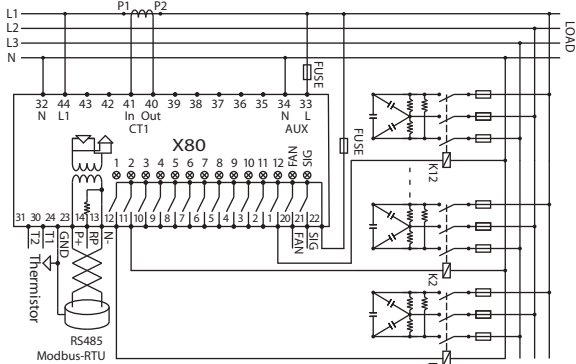 P1 P2
L1
L2
L3
N
LOAD
FUSE
32 44 43 42 41 40 39 38 37 36 35 34 33
N L1 In Out N L
CT1 AUX
X80
FUSE
1 2 3 4 5 6 7 8 9 10 11 12 FAN SIG
K12
31 30 24 23 14 13 12 11 10 9 8 7 6 5 4 3 2 1 20 21 22
T2 T1 GND P+ RP N- FAN SIG
K2
Thermistor
RS485
Modbus-RTU